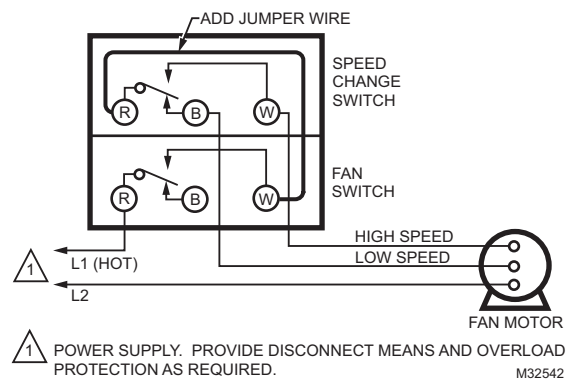 ADD JUMPER WIRE
SPEED
CHANGE
SWITCH
R
B
W
FAN
SWITCH
R
B
W
HIGH SPEED
LOW SPEED
L1 (HOT)
1
L2
FAN MOTOR
1 POWER SUPPLY. PROVIDE DISCONNECT MEANS AND OVERLOAD
PROTECTION AS REQUIRED.
M32542